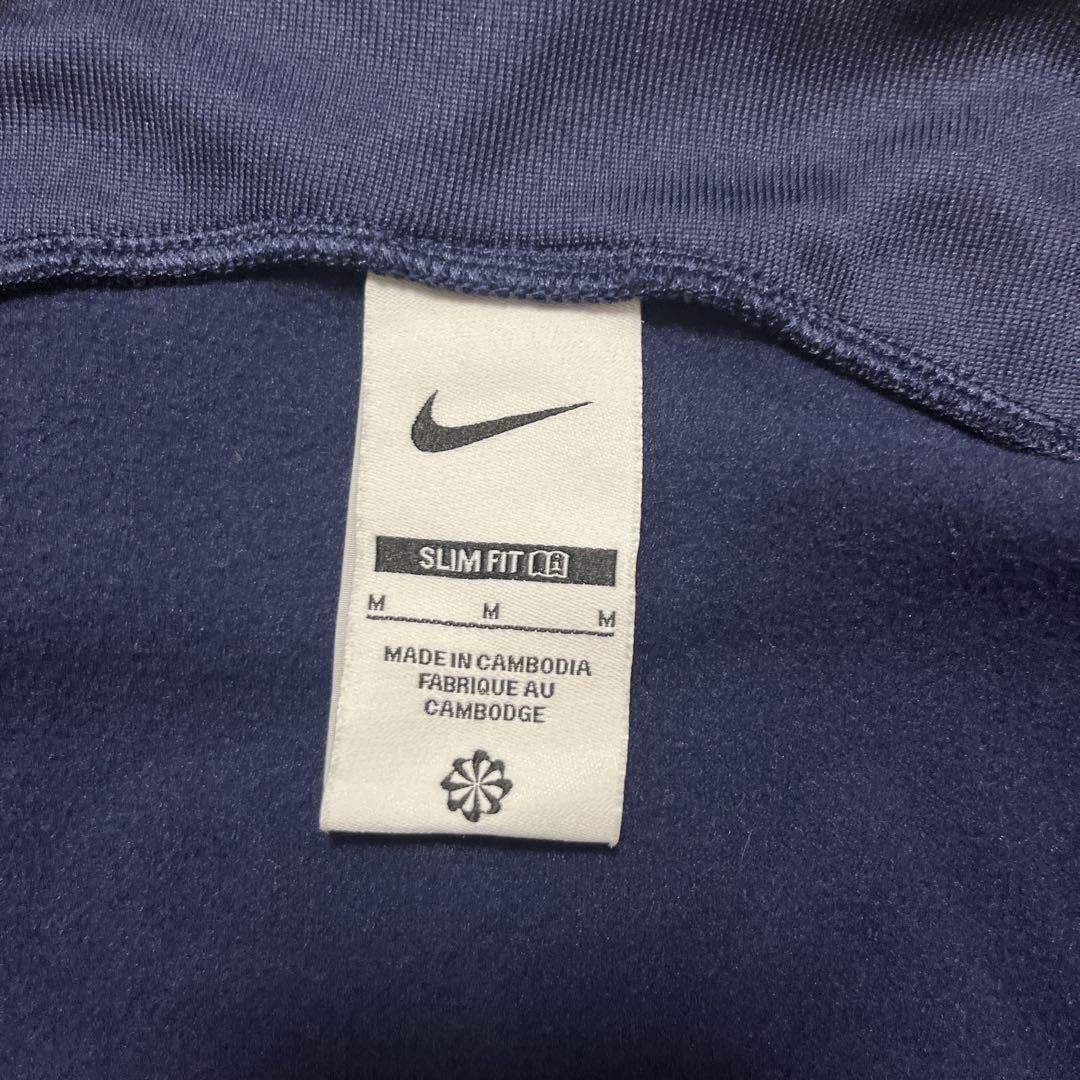 SLIM FIT
M M M
MADE IN CAMBODIA
FABRIQUE AU
CAMBODGE